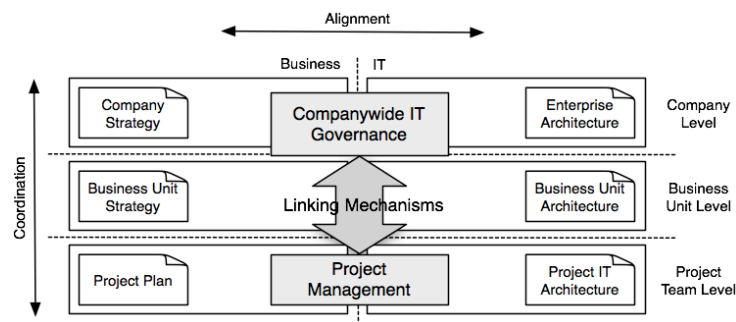 Alignment
Business
IT
Company
Strategy
Companywide IT
Governance
Enterprise
Architecture
Company
Level
Coordination
Business Unit
Strategy
Linking Mechanisms
Business Unit
Architecture
Business
Unit Level
Project Plan
Project
Management
Project IT
Architecture
Project
Team Level